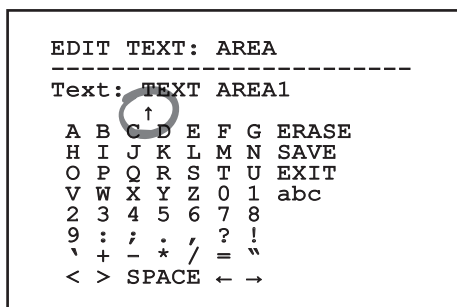 EDIT TEXT: AREA
------------------------
Text: TEXT AREA1
↑
A B C D E F G ERASE
H I J K L M N SAVE
O P Q R S T U EXIT
V W X Y Z 0 1 abc
2 3 4 5 6 7 8
9 : ; . , ? !
‵ + - * / = ‶
< > SPACE ← →